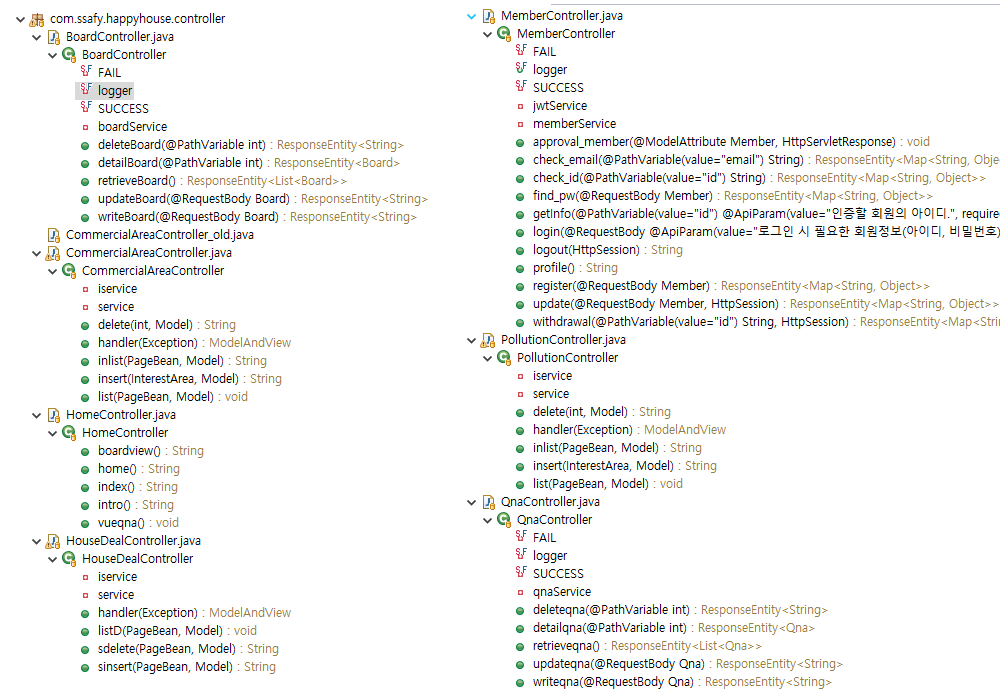 com.ssafy.happyhouse.controller
BoardController.java
BoardController
FAIL
logger
SUCCESS
boardService
deleteBoard(@PathVariable int) : ResponseEntity<String>
detailBoard(@PathVariable int) : ResponseEntity<Board>
retrieveBoard() : ResponseEntity<List<Board>>
updateBoard(@RequestBody Board) : ResponseEntity<String>
writeBoard(@RequestBody Board) : ResponseEntity<String>
CommercialAreaController_old.java
CommercialAreaController.java
CommercialAreaController
iservice
service
delete(int, Model) : String
handler(Exception) : ModelAndView
inlist(PageBean, Model) : String
insert(InterestArea, Model) : String
list(PageBean, Model) : void
HomeController.java
HomeController
boardview() : String
home() : String
index() : String
intro() : String
vueqna() : void
HouseDealController.java
HouseDealController
iservice
service
handler(Exception) : ModelAndView
listD(PageBean, Model) : void
sdelete(PageBean, Model) : String
sinsert(PageBean, Model) : String
MemberController.java
MemberController
FAIL
logger
SUCCESS
jwtService
memberService
approval_member(@ModelAttribute Member, HttpServletResponse) : void
check_email(@PathVariable(value="email") String) : ResponseEntity<Map<String, Obje
check_id(@PathVariable(value="id") String) : ResponseEntity<Map<String, Object>>
find_pw(@RequestBody Member) : ResponseEntity<Map<String, Object>>
getInfo(@PathVariable(value="id") @ApiParam(value="인증할 회원의 아이디.", require
login(@RequestBody @ApiParam(value="로그인 시 필요한 회원정보(아이디, 비밀번호)
logout(HttpSession) : String
profile() : String
register(@RequestBody Member) : ResponseEntity<Map<String, Object>>
update(@RequestBody Member, HttpSession) : ResponseEntity<Map<String, Object>>
withdrawal(@PathVariable(value="id") String, HttpSession) : ResponseEntity<Map<Stri
PollutionController.java
PollutionController
iservice
service
delete(int, Model) : String
handler(Exception) : ModelAndView
inlist(PageBean, Model) : String
insert(InterestArea, Model) : String
list(PageBean, Model) : void
QnaController.java
QnaController
FAIL
logger
SUCCESS
qnaService
deleteqna(@PathVariable int) : ResponseEntity<String>
detailqna(@PathVariable int) : ResponseEntity<Qna>
retrieveqna() : ResponseEntity<List<Qna>>
updateqna(@RequestBody Qna) : ResponseEntity<String>
writeqna(@RequestBody Qna) : ResponseEntity<String>